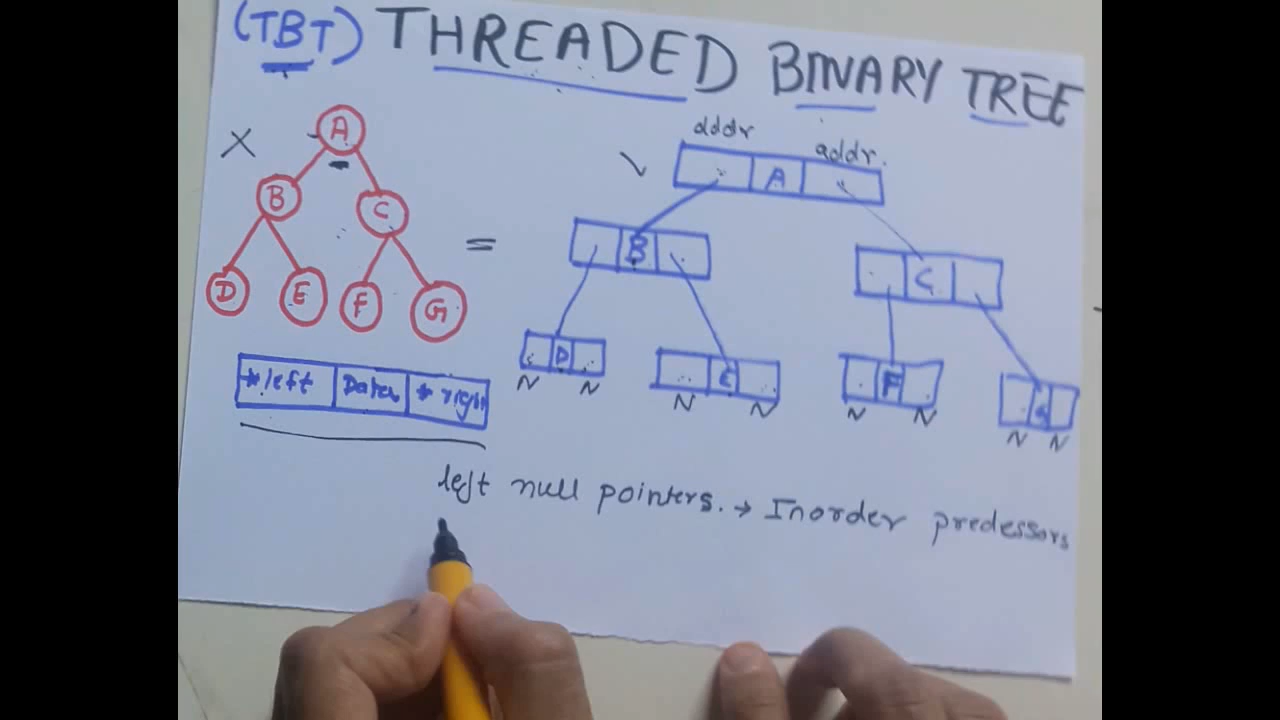 (TBT) THREADED BINARY TREE
addr
addr.
X
A
B C
D E F G
=
A
B
C
D
E
F
G
N N
N N
N N
N N
*left Data * right
left null pointers. → Inorder predessors